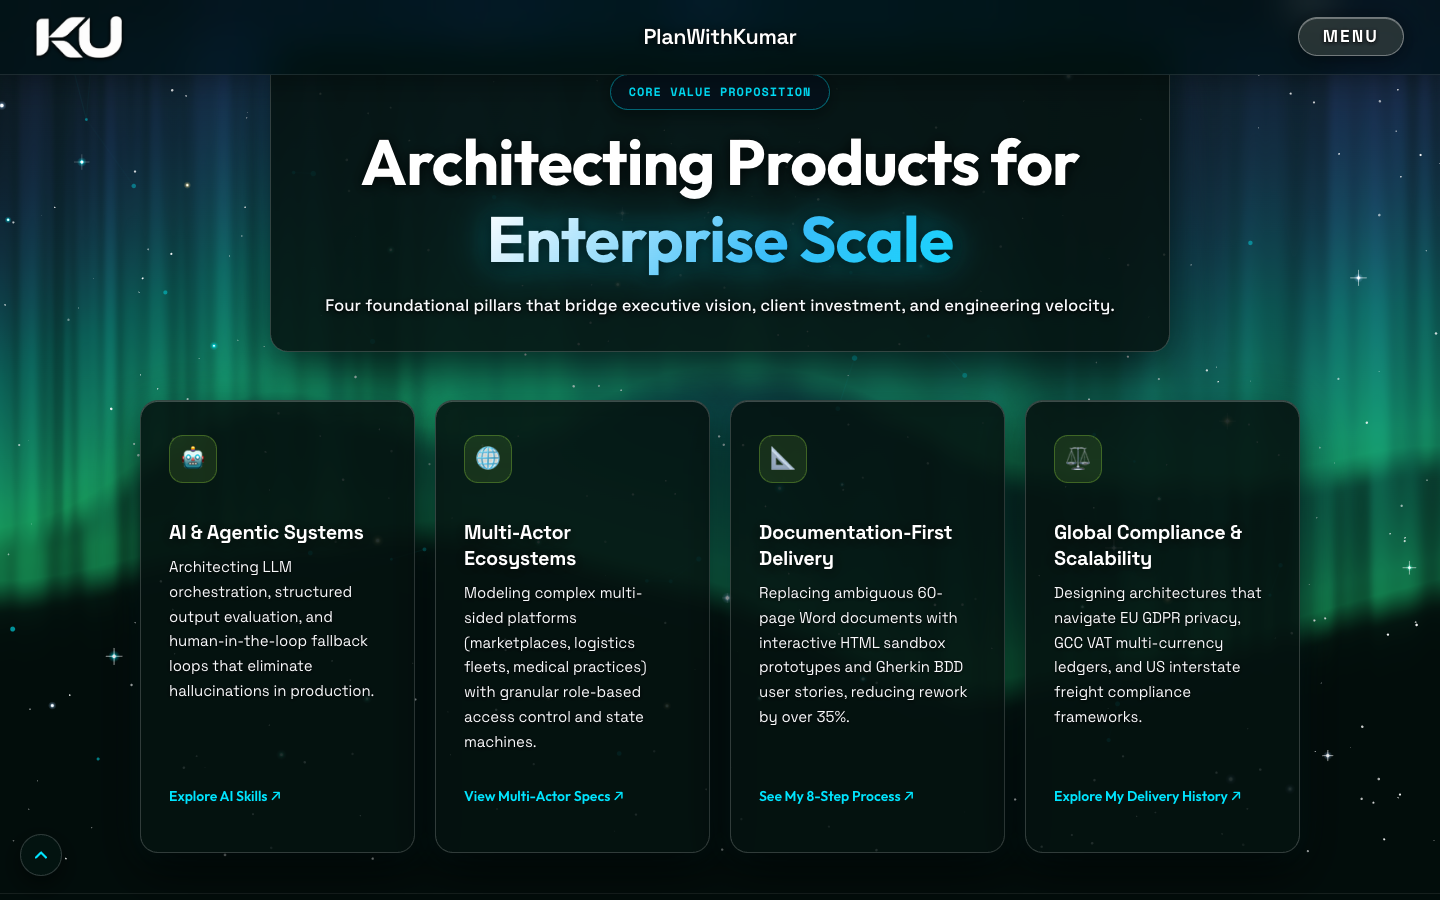 KU
PlanWithKumar
MENU
CORE VALUE PROPOSITION
Architecting Products for
Enterprise Scale
Four foundational pillars that bridge executive vision, client investment, and engineering velocity.
AI & Agentic Systems
Architecting LLM
orchestration, structured
output evaluation, and
human-in-the-loop fallback
loops that eliminate
hallucinations in production.
Explore AI Skills ↗
Multi-Actor
Ecosystems
Modeling complex multi-
sided platforms
(marketplaces, logistics
fleets, medical practices)
with granular role-based
access control and state
machines.
View Multi-Actor Specs ↗
Documentation-First
Delivery
Replacing ambiguous 60-
page Word documents with
interactive HTML sandbox
prototypes and Gherkin BDD
user stories, reducing rework
by over 35%.
See My 8-Step Process ↗
Global Compliance &
Scalability
Designing architectures that
navigate EU GDPR privacy,
GCC VAT multi-currency
ledgers, and US interstate
freight compliance
frameworks.
Explore My Delivery History ↗